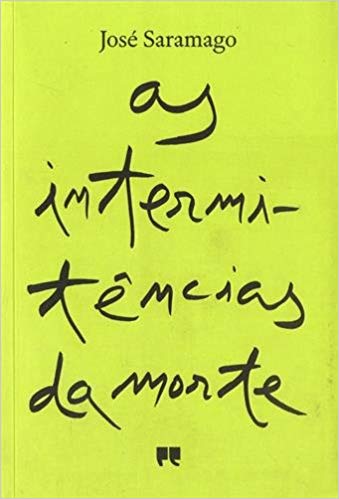 José Saramago
as
intermi-
tências
da morte